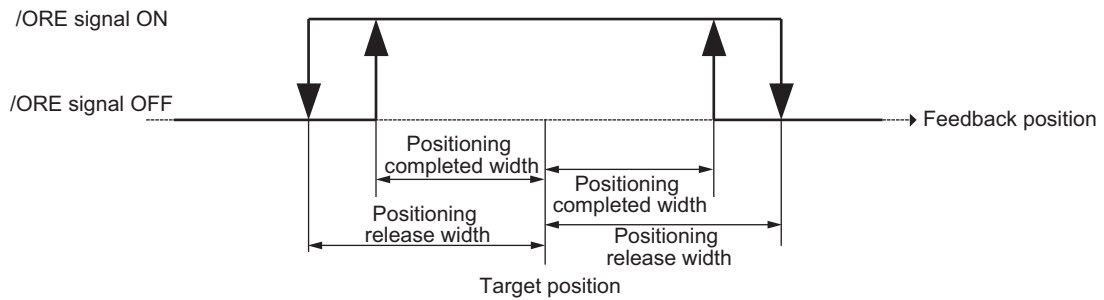 /ORE signal ON
/ORE signal OFF
Feedback position
Positioning
completed width
Positioning
completed width
Positioning
release width
Positioning
release width
Target position